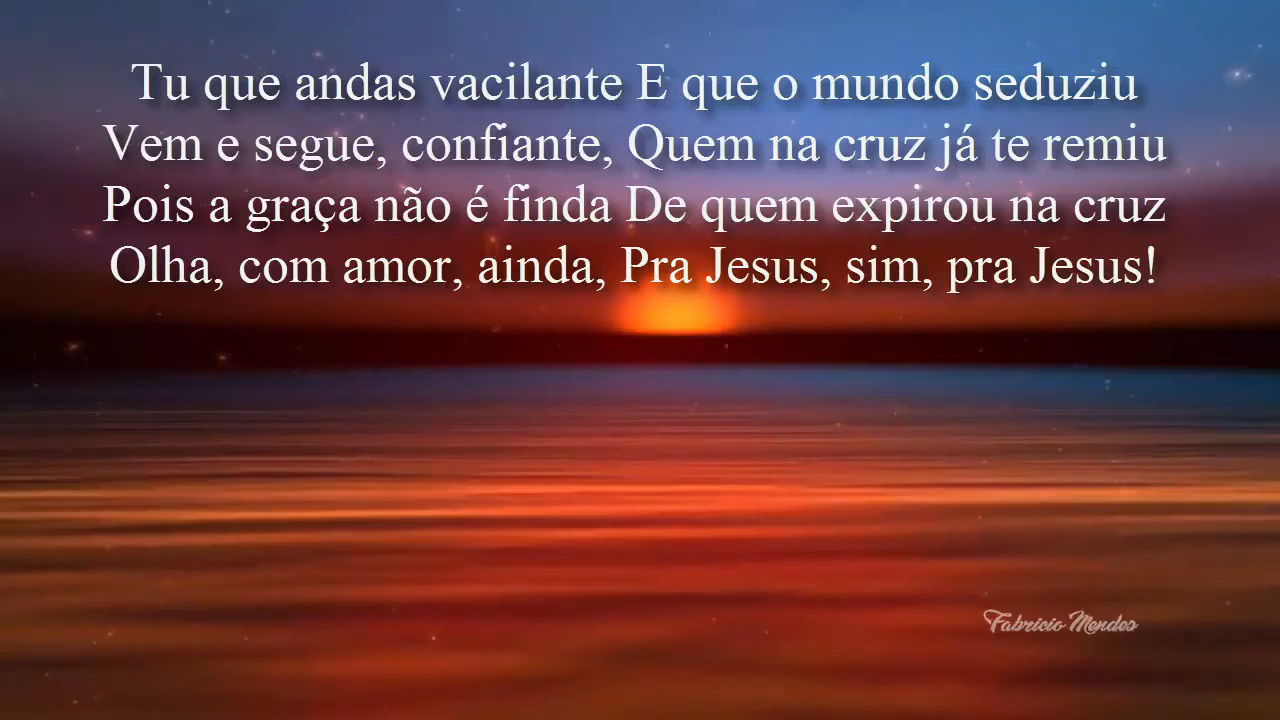 Tu que andas vacilante E que o mundo seduziu
Vem e segue, confiante, Quem na cruz já te remiu
Pois a graça não é finda De quem expirou na cruz
Olha, com amor, ainda, Pra Jesus, sim, pra Jesus!
Fabricio Mendes